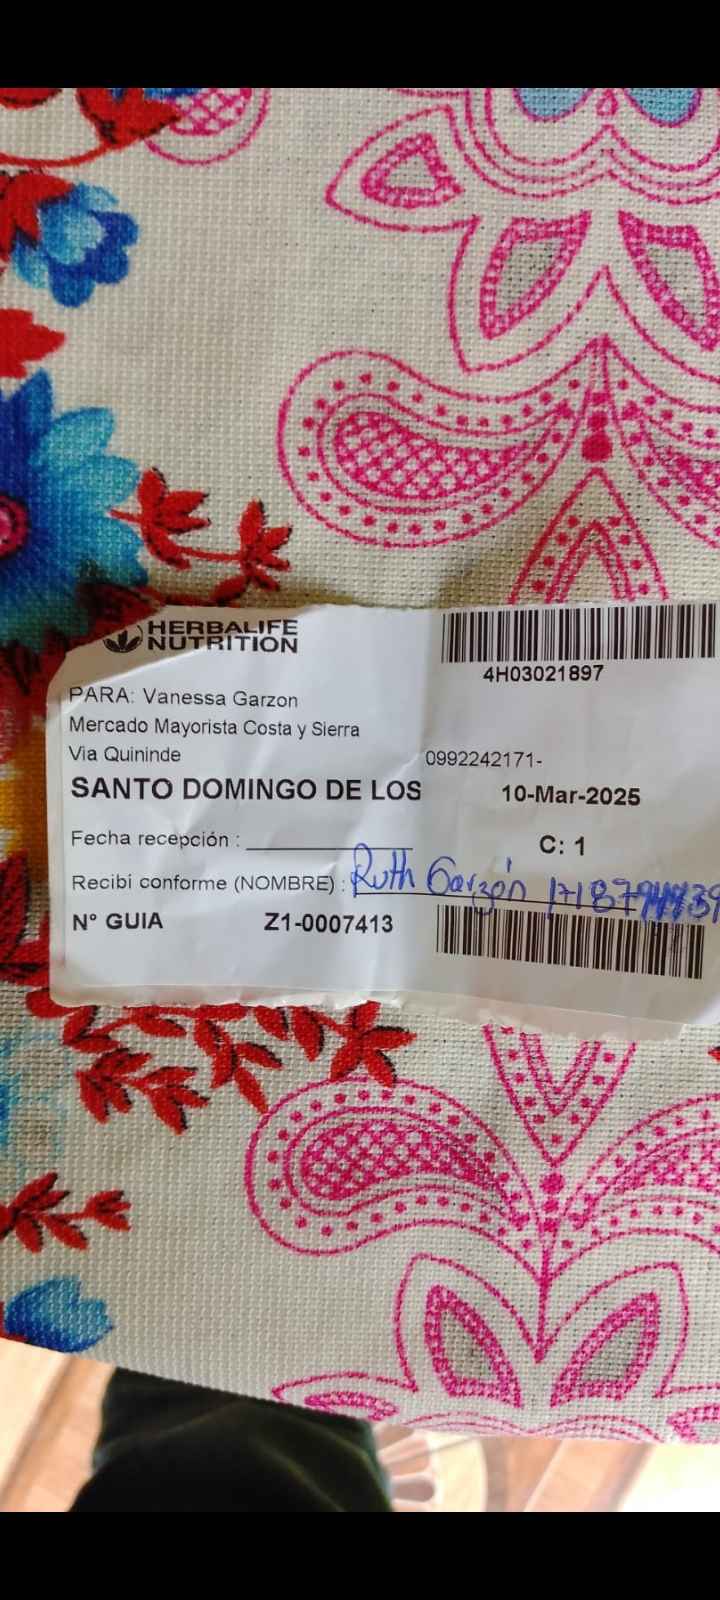 HERBALIFE
NUTRITION
4H03021897
PARA: Vanessa Garzon
Mercado Mayorista Costa y Sierra
Via Quininde 0992242171-
SANTO DOMINGO DE LOS 10-Mar-2025
Fecha recepción : C: 1
Recibí conforme (NOMBRE) : Ruth Garzón
N° GUIA Z1-0007413